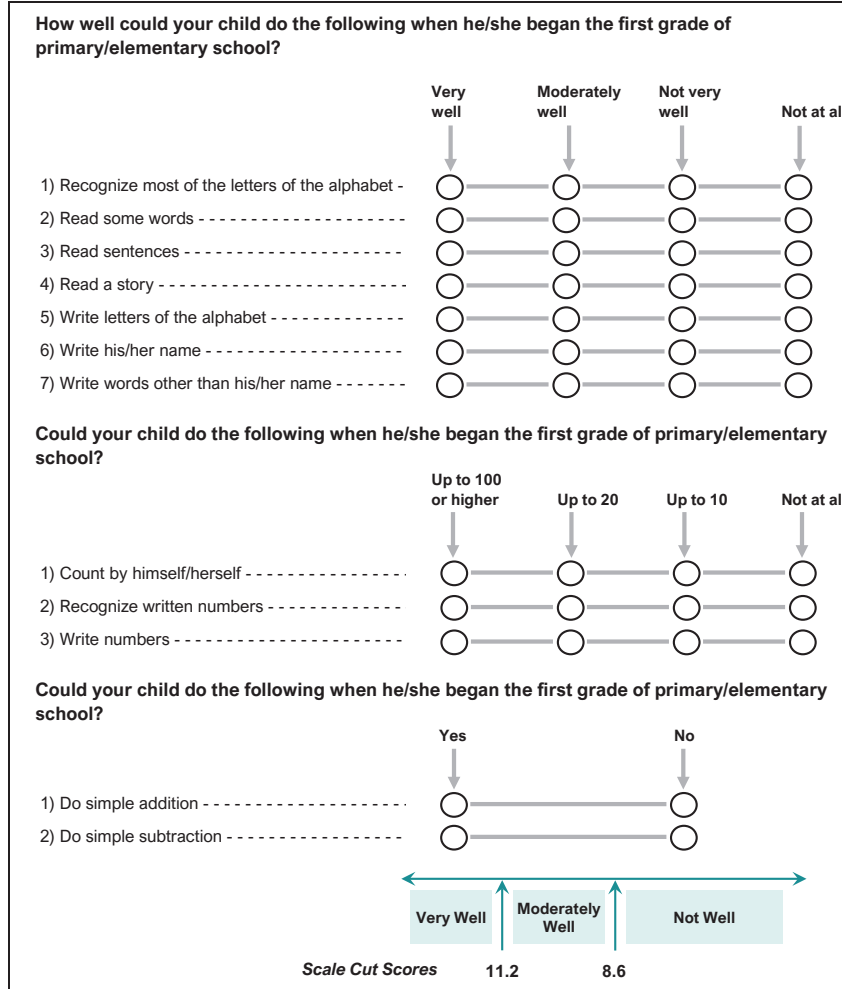 How well could your child do the following when he/she began the first grade of
primary/elementary school?
Very
well
Moderately
well
Not very
well
Not at al
1) Recognize most of the letters of the alphabet -
2) Read some words - - - - - - - - - - - - - - - - - - - -
3) Read sentences - - - - - - - - - - - - - - - - - - - - -
4) Read a story - - - - - - - - - - - - - - - - - - - - - - - -
5) Write letters of the alphabet - - - - - - - - - - - - -
6) Write his/her name - - - - - - - - - - - - - - - - - - -
7) Write words other than his/her name - - - - - - -
Could your child do the following when he/she began the first grade of primary/elementary
school?
Up to 100
or higher
Up to 20
Up to 10
Not at al
1) Count by himself/herself - - - - - - - - - - - - - - -
2) Recognize written numbers - - - - - - - - - - - - -
3) Write numbers - - - - - - - - - - - - - - - - - - - - - -
Could your child do the following when he/she began the first grade of primary/elementary
school?
Yes
No
1) Do simple addition - - - - - - - - - - - - - - - - - - -
2) Do simple subtraction - - - - - - - - - - - - - - - - -
Very Well
Moderately
Well
Not Well
Scale Cut Scores 11.2 8.6